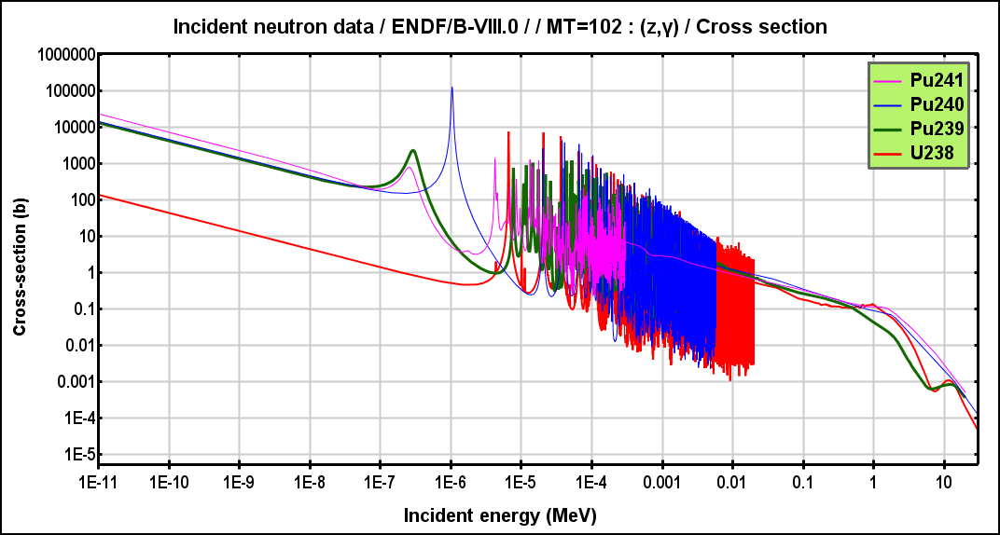 Incident neutron data / ENDF/B-VIII.0 / / MT=102 : (z,γ) / Cross section
Cross-section (b)
1000000
100000
10000
1000
100
10
1
0.1
0.01
0.001
1E-4
1E-5
Pu241
Pu240
Pu239
U238
1E-11 1E-10 1E-9 1E-8 1E-7 1E-6 1E-5 1E-4 0.001 0.01 0.1 1 10
Incident energy (MeV)